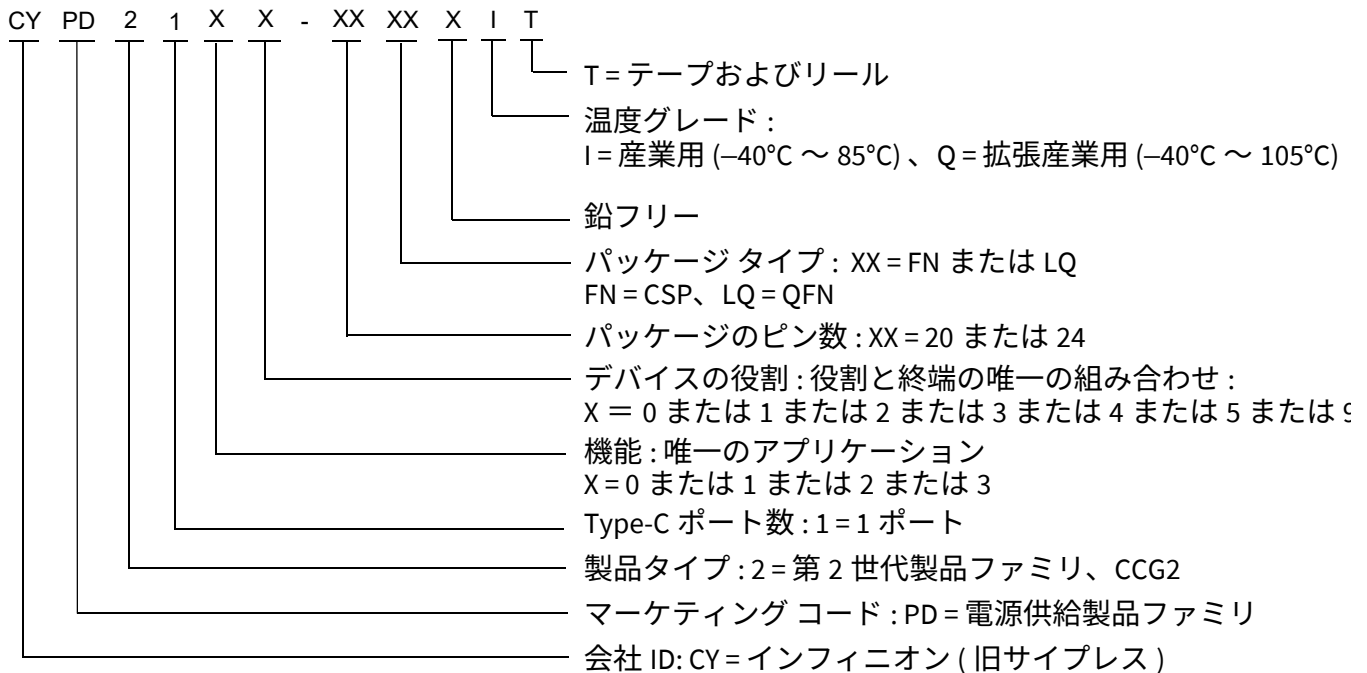 CY PD 2 1 X X - XX XX X I T
T = テープおよびリール
温度グレード :
I = 産業用 (–40°C ～ 85°C) 、Q = 拡張産業用 (–40°C ～ 105°C)
鉛フリー
パッケージ タイプ : XX = FN または LQ
FN = CSP、LQ = QFN
パッケージのピン数 : XX = 20 または 24
デバイスの役割 : 役割と終端の唯一の組み合わせ :
X ＝ 0 または 1 または 2 または 3 または 4 または 5 または 9
機能 : 唯一のアプリケーション
X = 0 または 1 または 2 または 3
Type-C ポート数 : 1 = 1 ポート
製品タイプ : 2 = 第 2 世代製品ファミリ、CCG2
マーケティング コード : PD = 電源供給製品ファミリ
会社 ID: CY = インフィニオン ( 旧サイプレス )